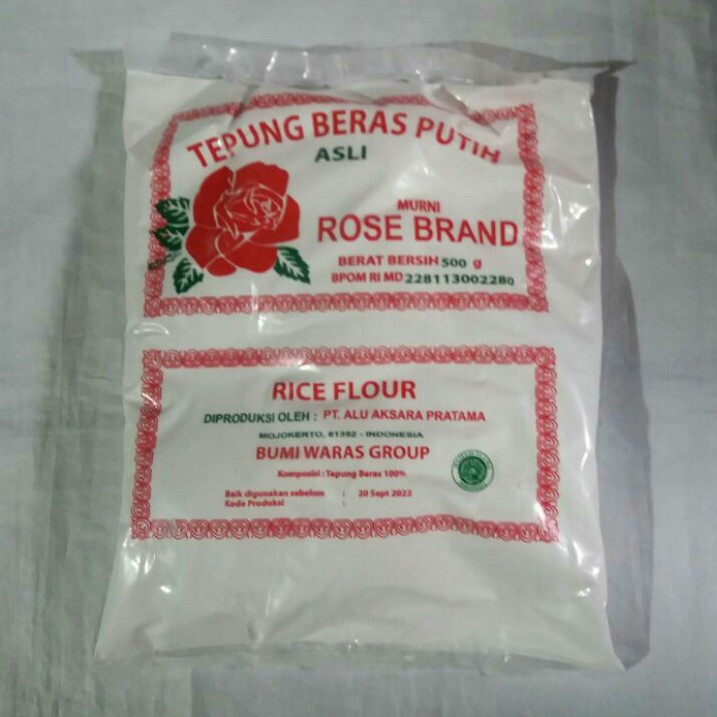 TEPUNG BERAS PUTIH
ASLI
MURNI
ROSE BRAND
BERAT BERSIH 500 g
BPOM RI MD 228113002280
RICE FLOUR
DIPRODUKSI OLEH : PT. ALU AKSARA PRATAMA
MOJOKERTO, 61382 - INDONESIA
BUMI WARAS GROUP
Komposisi : Tepung Beras 100%
Baik digunakan sebelum : 20 Sept 2022
Kode Produksi :